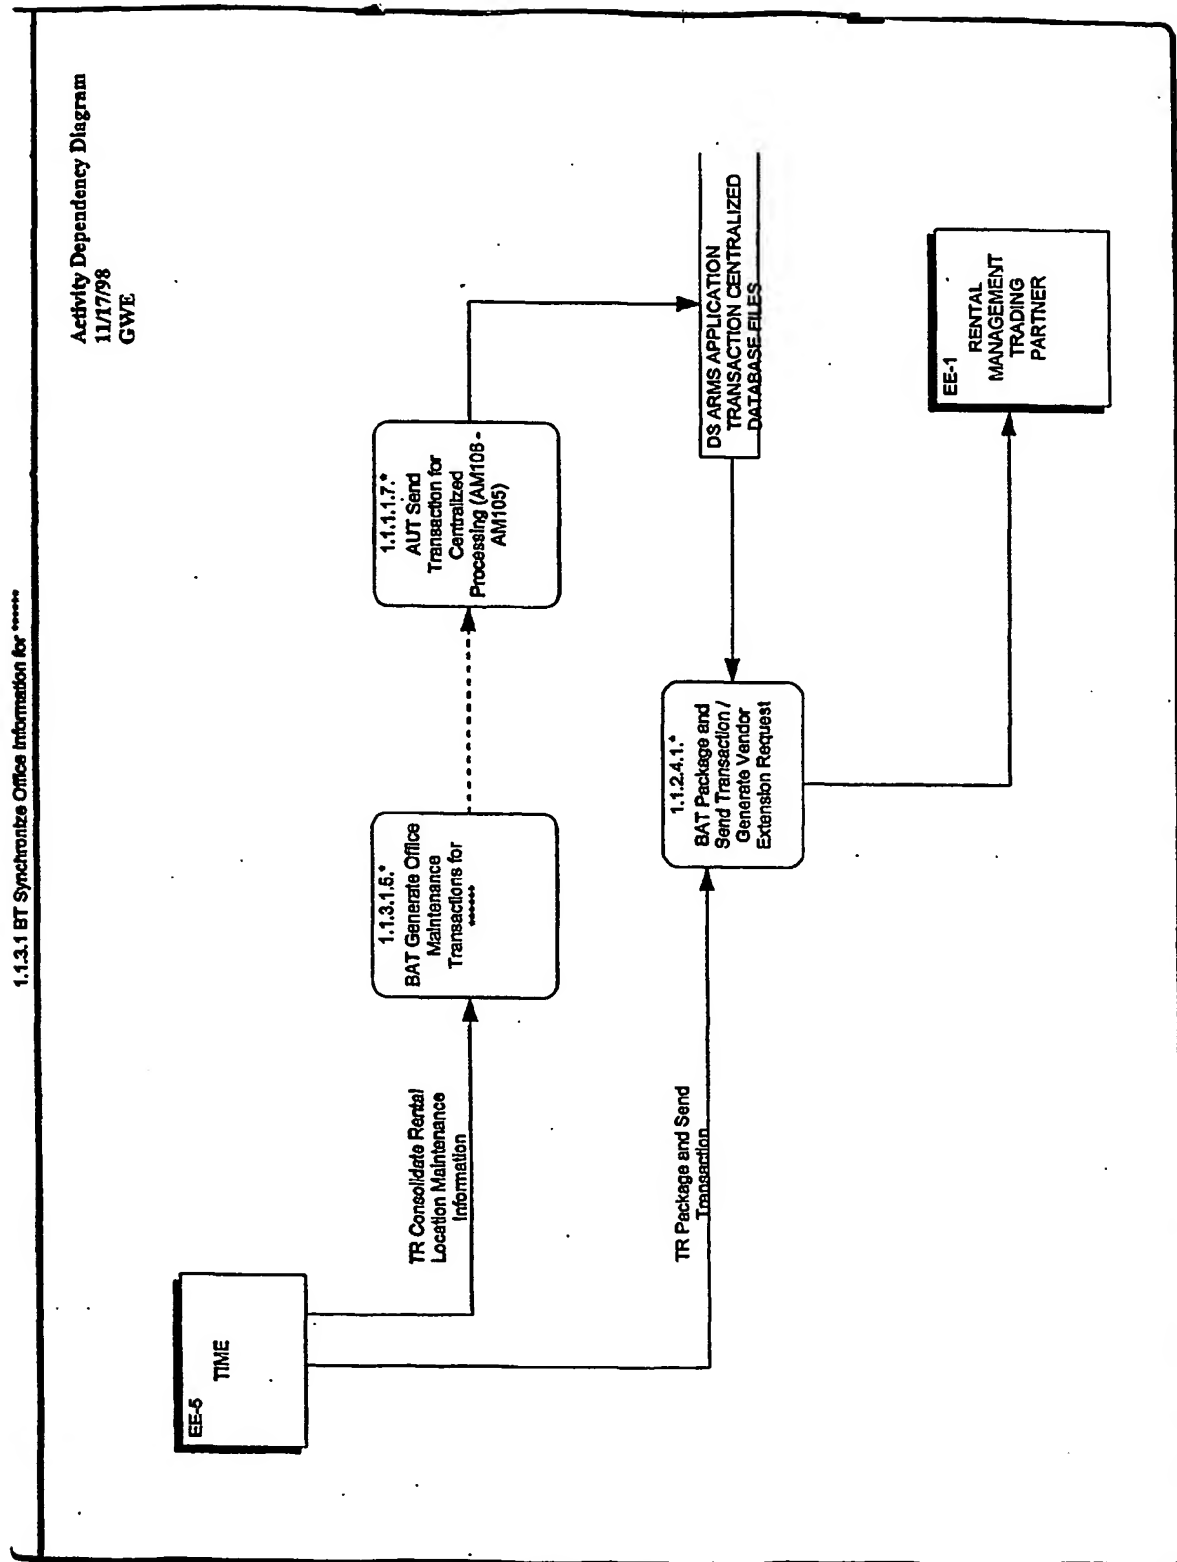 1.1.3.1 BT Synchronize Office Information for ******
Activity Dependency Diagram
11/17/98
GWE
EE-5
TIME
TR Consolidate Rental
Location Maintenance
Information
1.1.3.1.5.*
BAT Generate Office
Maintenance
Transactions for
******
1.1.1.1.7.*
AUT Send
Transaction for
Centralized
Processing (AM106 -
AM105)
TR Package and Send
Transaction
1.1.2.4.1.*
BAT Package and
Send Transaction /
Generate Vendor
Extension Request
DS ARMS APPLICATION
TRANSACTION CENTRALIZED
DATABASE FILES
EE-1
RENTAL
MANAGEMENT
TRADING
PARTNER